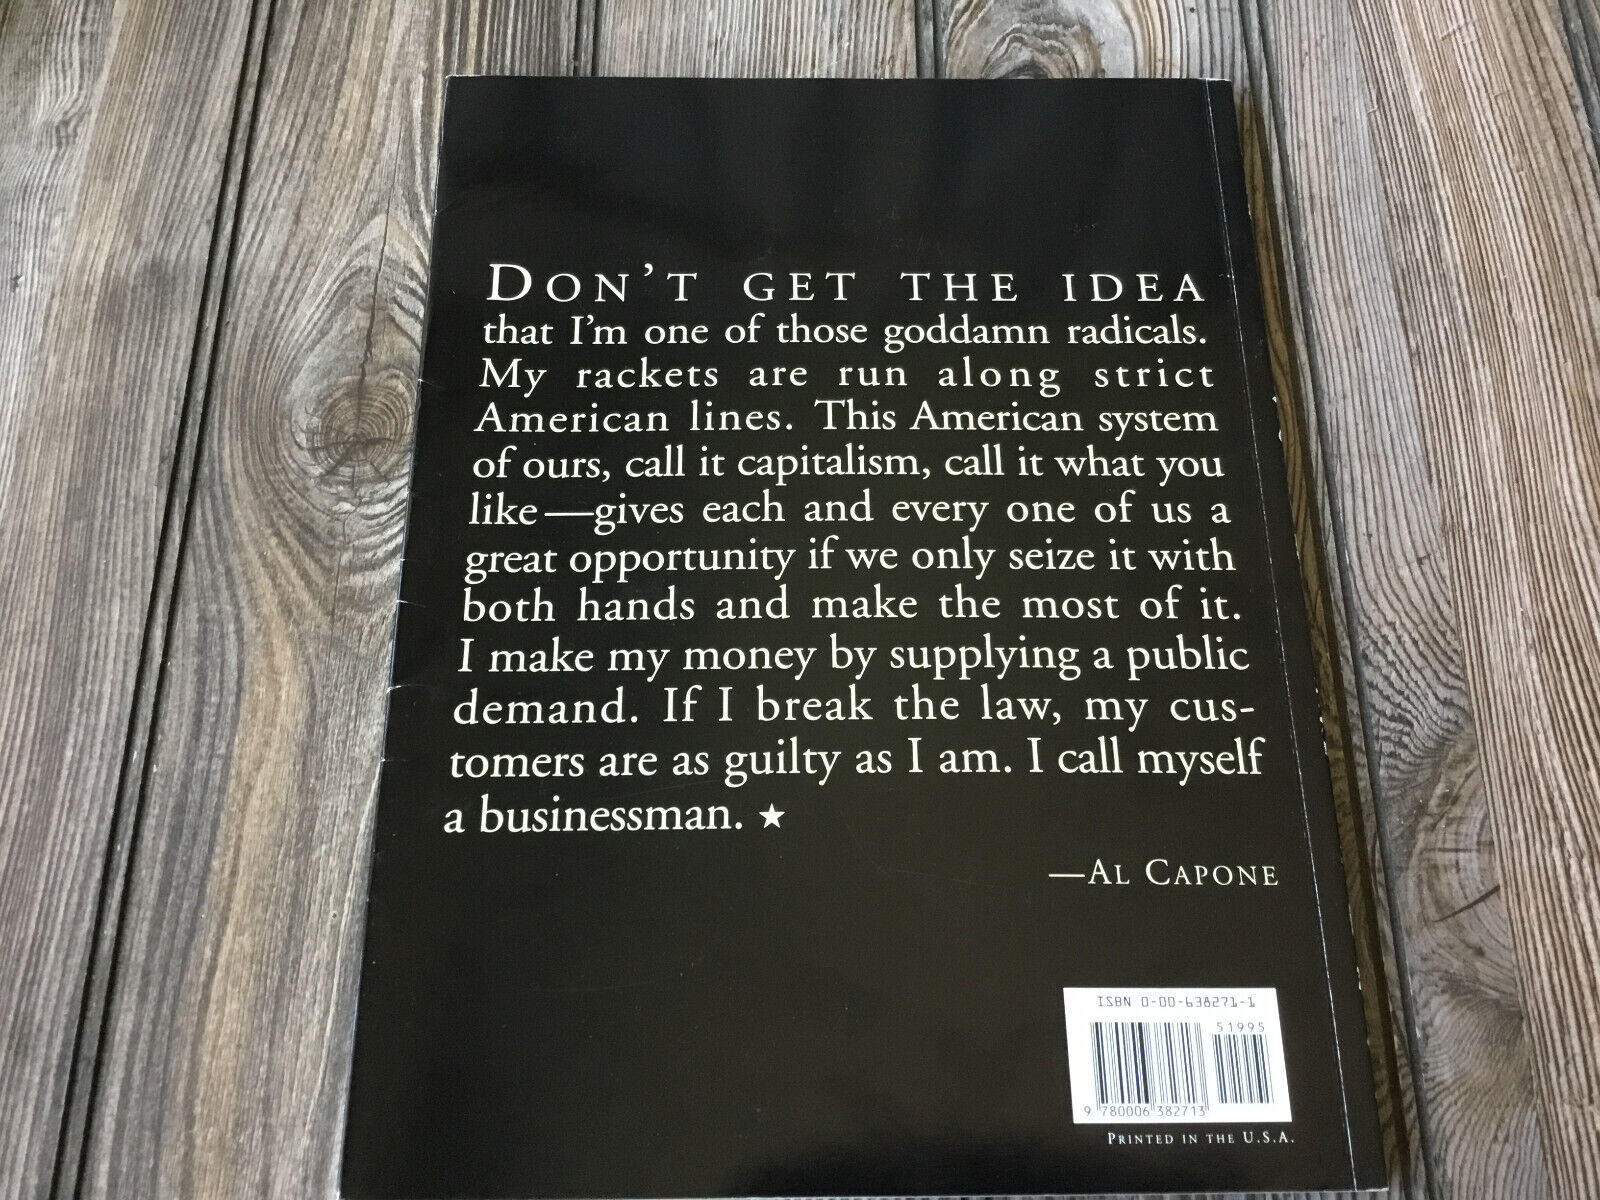 DON'T GET THE IDEA
that I'm one of those goddamn radicals.
My rackets are run along strict
American lines. This American system
of ours, call it capitalism, call it what you
like—gives each and every one of us a
great opportunity if we only seize it with
both hands and make the most of it.
I make my money by supplying a public
demand. If I break the law, my cus-
tomers are as guilty as I am. I call myself
a businessman. ★
—AL CAPONE
ISBN 0-00-638271-1
51995
9 780006 382713
PRINTED IN THE U.S.A.